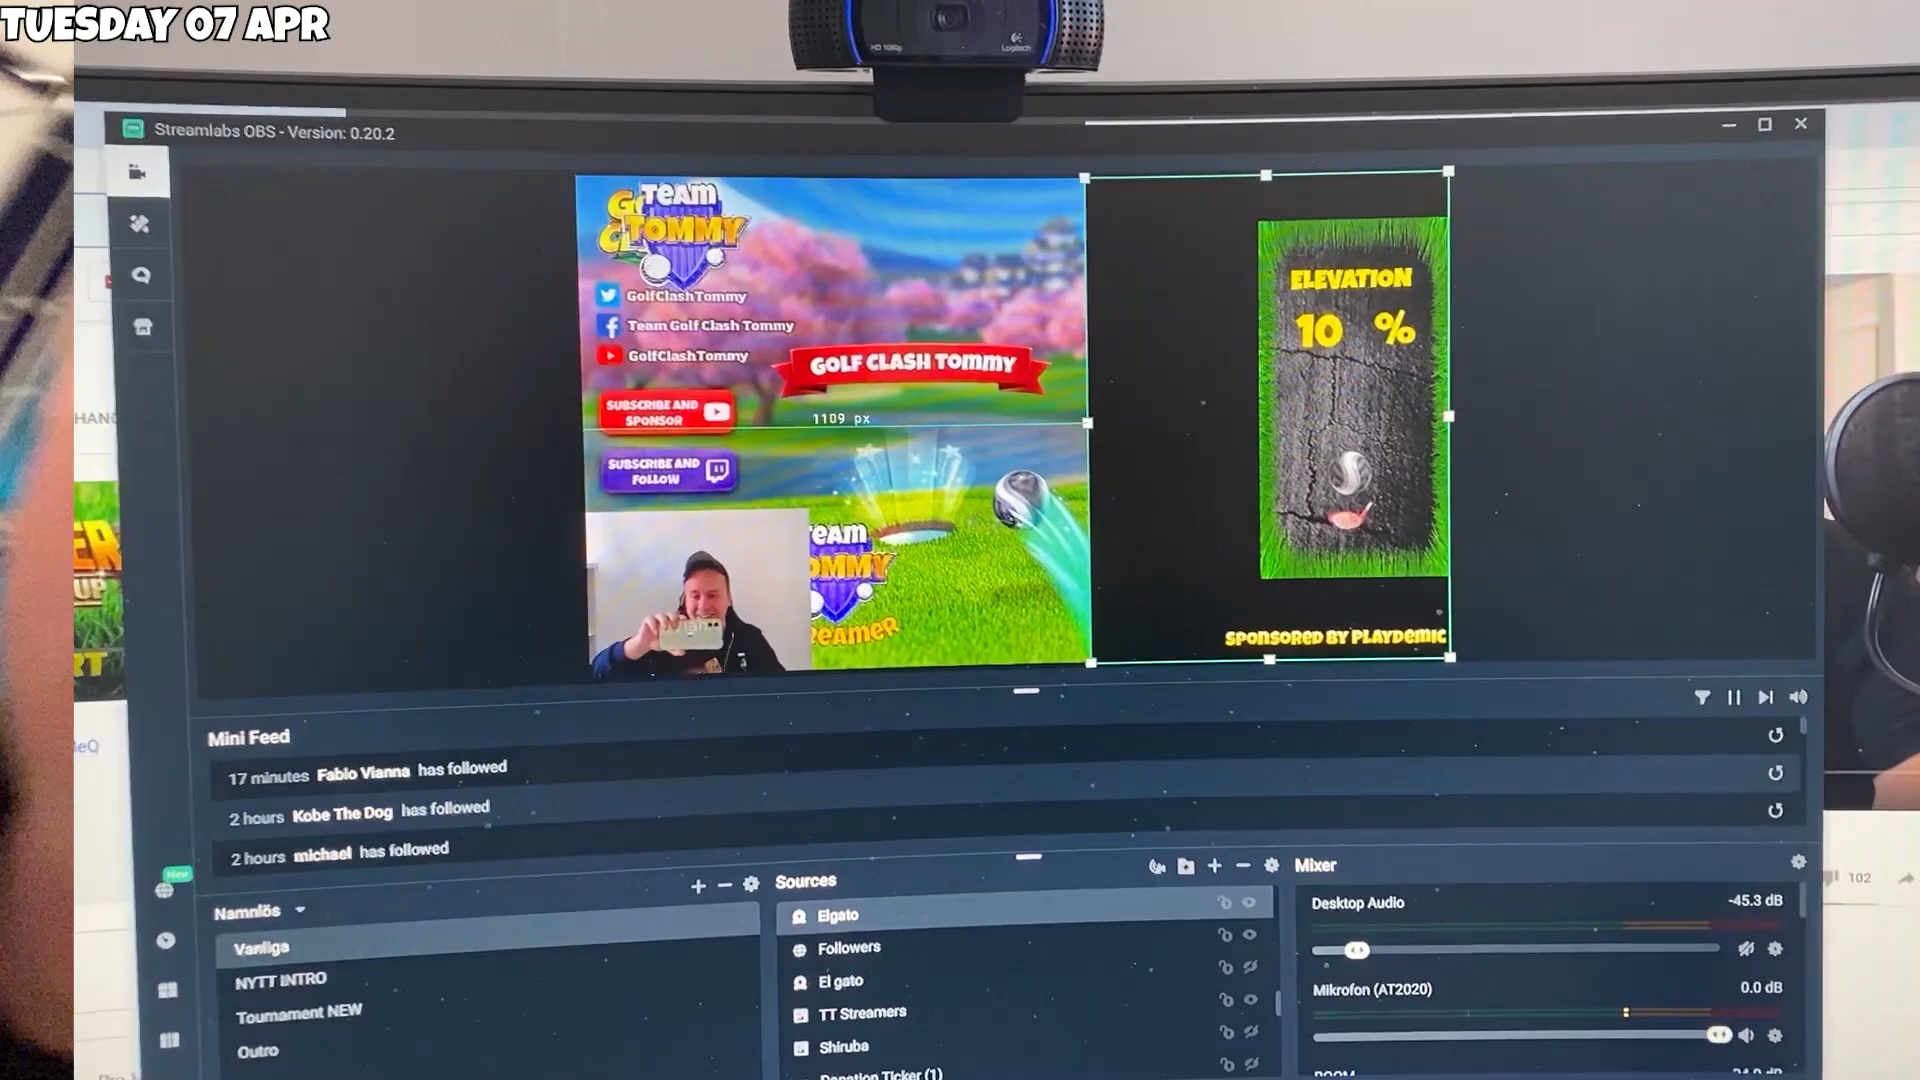 TUESDAY 07 APR
HD 1080p
Logitech
Streamlabs OBS - Version: 0.20.2
TEAM
TOMMY
GolfClashTommy
Team Golf Clash Tommy
GolfClashTommy
GOLF CLASH TOMMY
SUBSCRIBE AND
SPONSOR
1109 px
SUBSCRIBE AND
FOLLOW
ELEVATION
10 %
SPONSORED BY PLAYDEMIC
Mini Feed
17 minutes Fabio Vianna has followed
2 hours Kobe The Dog has followed
2 hours michael has followed
New
Namnlös
Vanliga
NYTT INTRO
Tournament NEW
Outro
Sources
Elgato
Followers
El gato
TT Streamers
Shiruba
Donation Ticker (1)
Mixer
Desktop Audio -45.3 dB
Mikrofon (AT2020) 0.0 dB
102